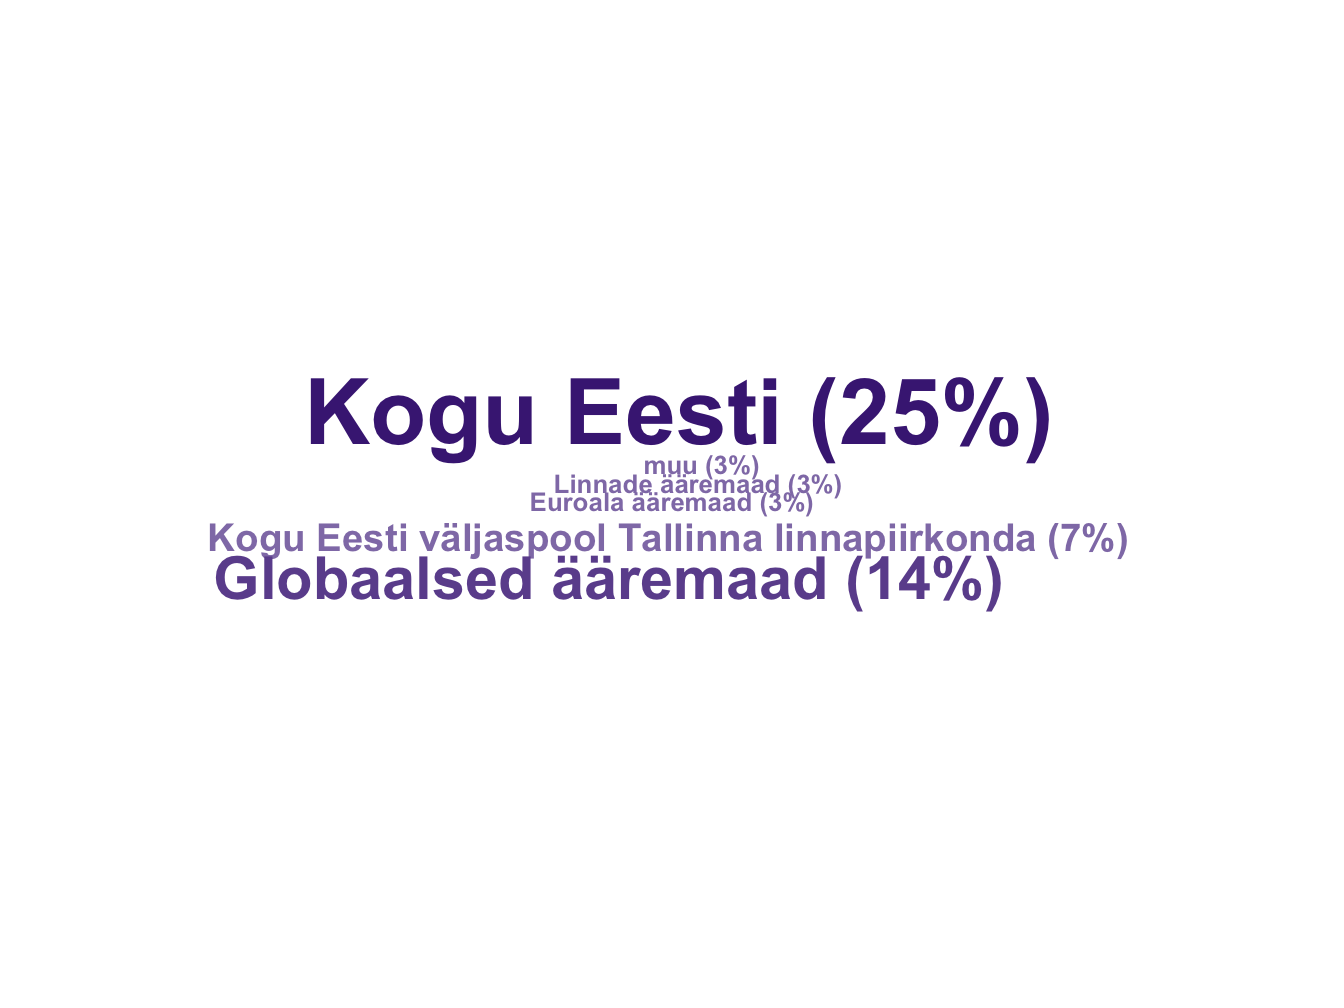 Kogu Eesti (25%)
muu (3%)
Linnade ääremaad (3%)
Euroala ääremaad (3%)
Kogu Eesti väljaspool Tallinna linnapiirkonda (7%)
Globaalsed ääremaad (14%)